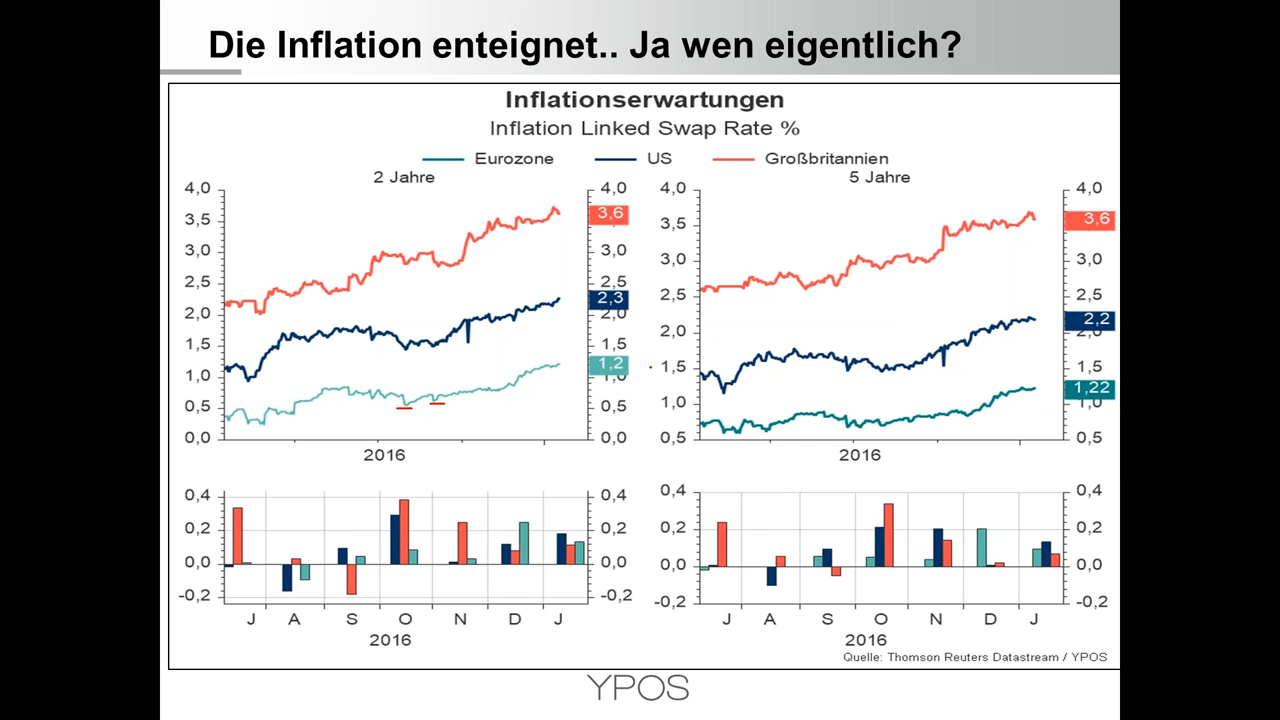 Die Inflation enteignet.. Ja wen eigentlich?
Inflationserwartungen
Inflation Linked Swap Rate %
Eurozone US Großbritannien
2 Jahre 5 Jahre
4,0 4,0 4,0 4,0
3,5 3,6 3,5 3,6
3,0 3,0 3,0 3,0
2,5 2,5 2,5 2,5
2,3 2,2
2,0 2,0 2,0 2,0
1,5 1,5 1,5 1,5
1,2 1,22
1,0 1,0 1,0 1,0
0,5 0,5 0,5 0,5
0,0 0,0
2016 2016
0,4 0,4 0,4 0,4
0,2 0,2 0,2 0,2
0,0 0,0 0,0 0,0
-0,2 -0,2 -0,2 -0,2
J A S O N D J J A S O N D J
2016 2016
Quelle: Thomson Reuters Datastream / YPOS
YPOS